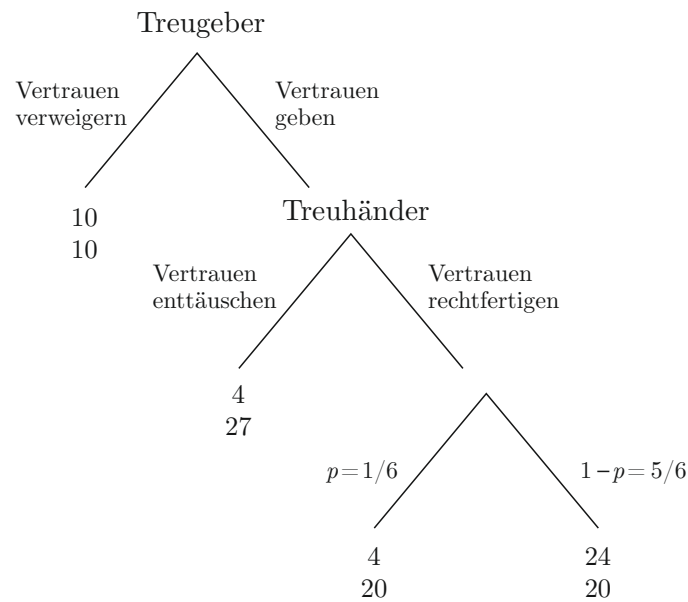 Treugeber
Vertrauen
verweigern
Vertrauen
geben
10
10
Treuhänder
Vertrauen
enttäuschen
Vertrauen
rechtfertigen
4
27
p=1/6
1−p=5/6
4
20
24
20